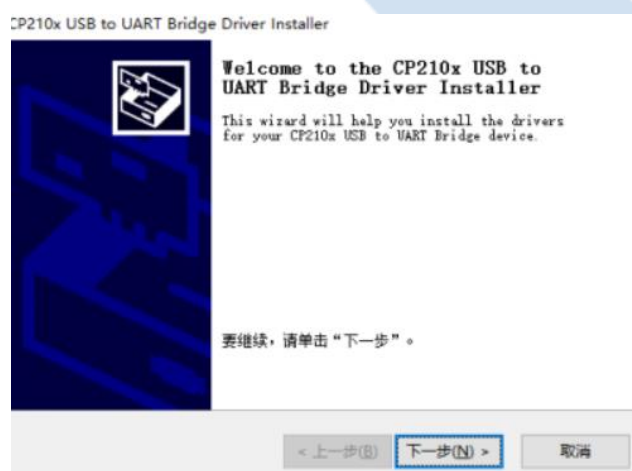 CP210x USB to UART Bridge Driver Installer
Welcome to the CP210x USB to
UART Bridge Driver Installer
This wizard will help you install the drivers
for your CP210x USB to UART Bridge device.
要继续，请单击“下一步”。
< 上一步(B)
下一步(N) >
取消